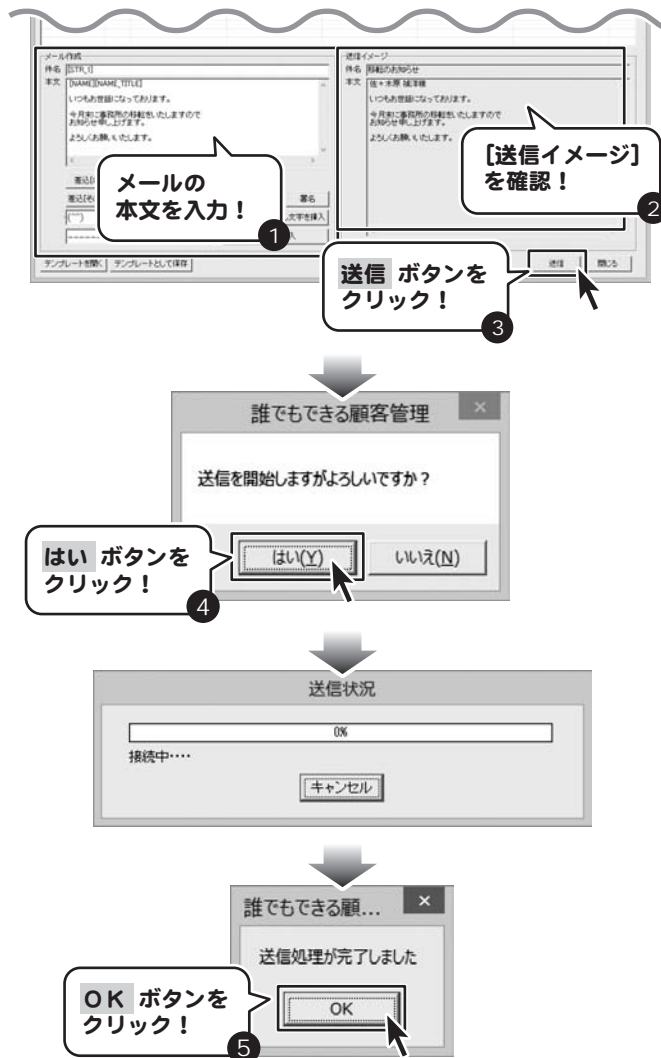 メール作成
件名 [[STR_1]
本文 [NAME][NAME_TITLE]
いつもお世話になっております。
今月末に事務所の移転をいたしますので
お知らせ申し上げます。
よろしくお願いいたします。
署名
文字を挿入
テンプレートを開く テンプレートとして保存
送信イメージ
件名 移転のお知らせ
本文
いつもお世話になっております。
今月末に事務所の移転をいたしますので
お知らせ申し上げます。
よろしくお願いいたします。
送信 閉じる
メールの
本文を入力！
1
[送信イメージ]
を確認！
2
送信 ボタンを
クリック！
3
誰でもできる顧客管理
×
送信を開始しますがよろしいですか？
はい(Y) いいえ(N)
はい ボタンを
クリック！
4
送信状況
0%
接続中‥‥
キャンセル
誰でもできる顧...
×
送信処理が完了しました
OK
OK ボタンを
クリック！
5